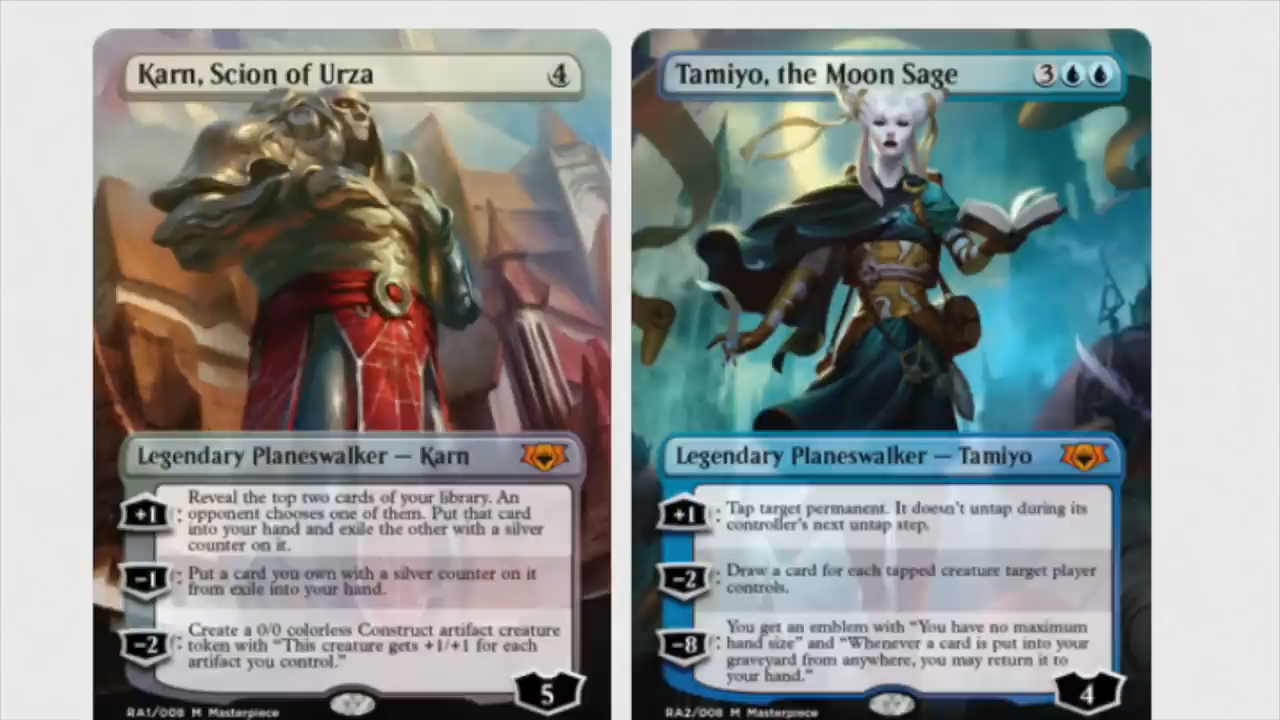 Karn, Scion of Urza
4
Legendary Planeswalker — Karn
+1: Reveal the top two cards of your library. An
opponent chooses one of them. Put that card
into your hand and exile the other with a silver
counter on it.
-1: Put a card you own with a silver counter on it
from exile into your hand.
-2: Create a 0/0 colorless Construct artifact creature
token with “This creature gets +1/+1 for each
artifact you control.”
5
RA1/008 M Masterpiece
Tamiyo, the Moon Sage
3
Legendary Planeswalker — Tamiyo
+1: Tap target permanent. It doesn’t untap during its
controller’s next untap step.
-2: Draw a card for each tapped creature target player
controls.
-8: You get an emblem with “You have no maximum
hand size” and “Whenever a card is put into your
graveyard from anywhere, you may return it to
your hand.”
4
RA2/008 M Masterpiece